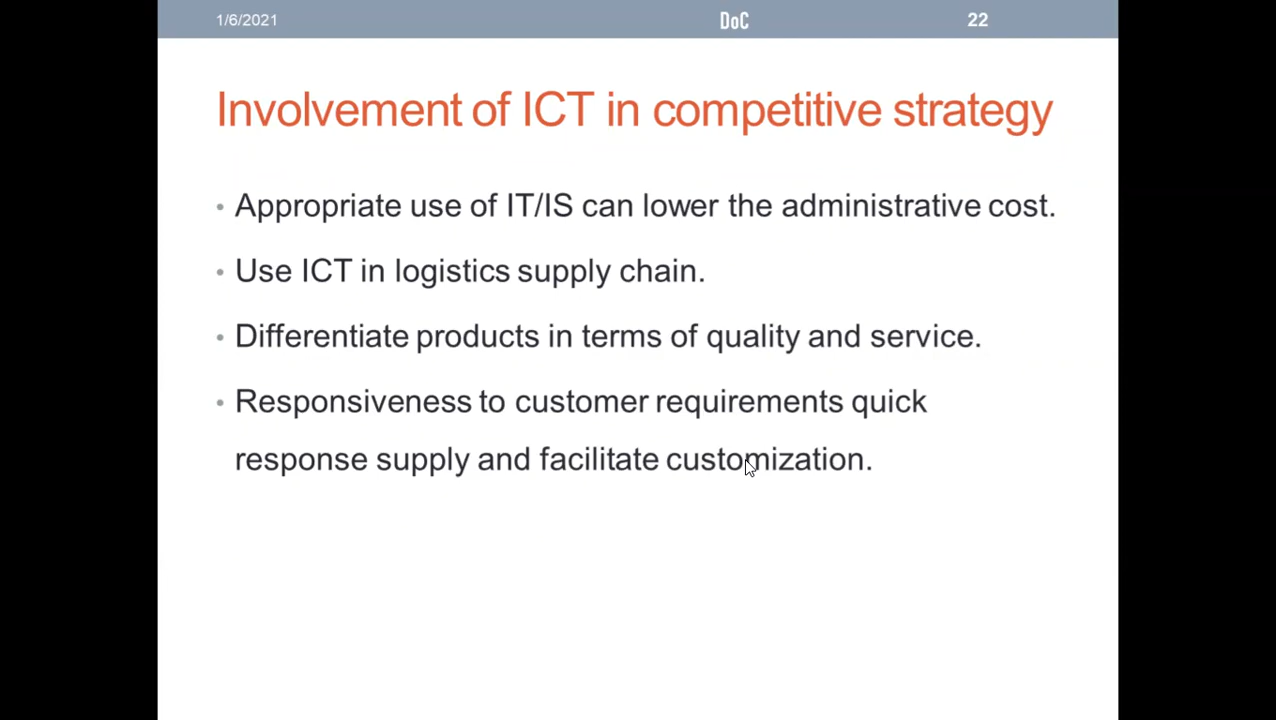 1/6/2021 DoC 22
Involvement of ICT in competitive strategy
• Appropriate use of IT/IS can lower the administrative cost.
• Use ICT in logistics supply chain.
• Differentiate products in terms of quality and service.
• Responsiveness to customer requirements quick
response supply and facilitate customization.